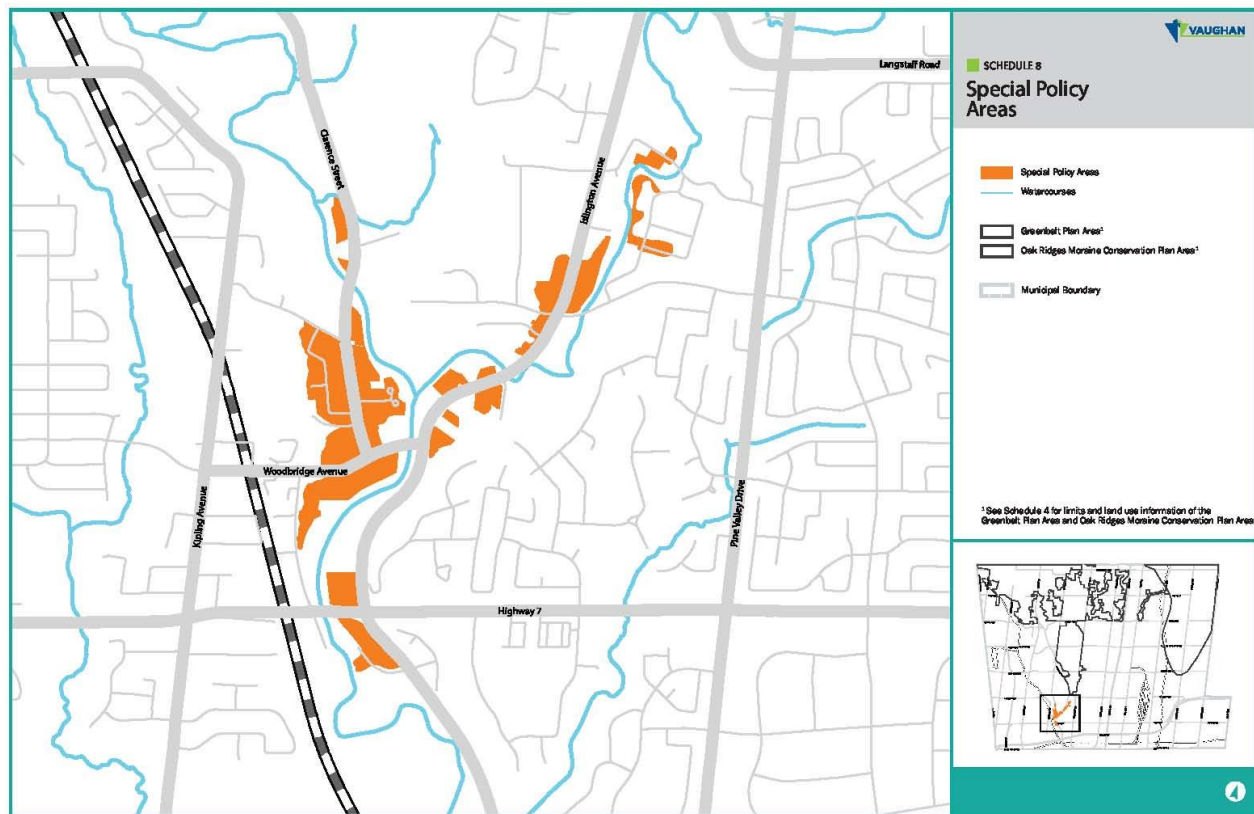 VAUGHAN
SCHEDULE 8
Special Policy
Areas
Special Policy Areas
Watercourses
Greenbelt Plan Area¹
Oak Ridges Moraine Conservation Plan Area¹
Municipal Boundary
¹ See Schedule 4 for limits and land use information of the
Greenbelt Plan Area and Oak Ridges Moraine Conservation Plan Area
Langstaff Road
Clarence Street
Islington Avenue
Woodbridge Avenue
Kipling Avenue
Pine Valley Drive
Highway 7